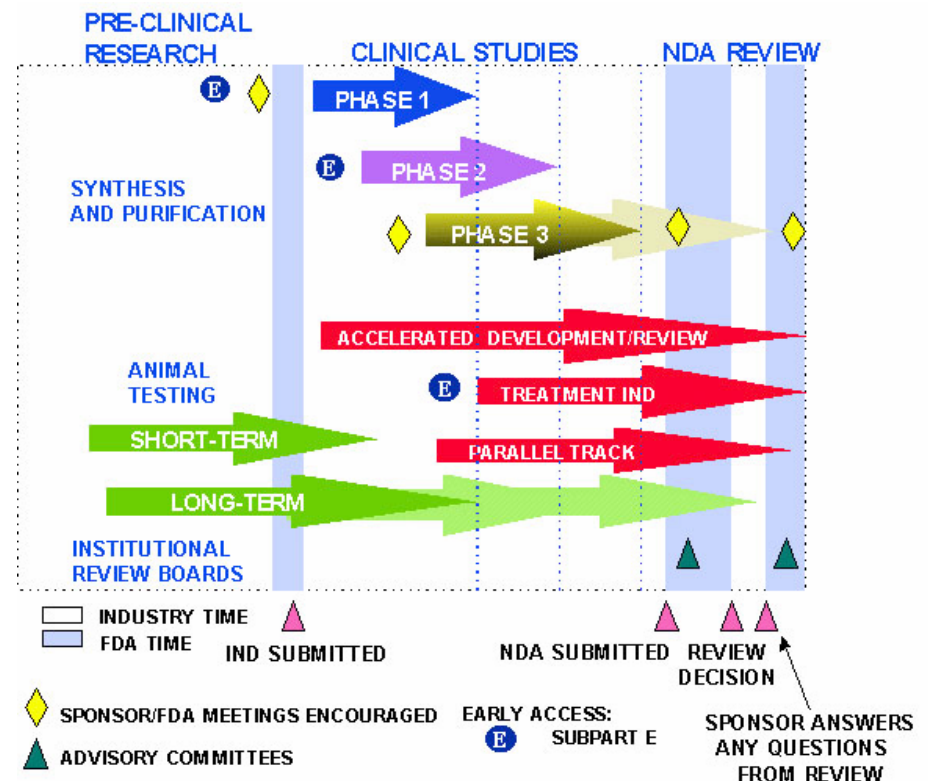 PRE-CLINICAL
RESEARCH
CLINICAL STUDIES
NDA REVIEW
E
PHASE 1
E
PHASE 2
SYNTHESIS
AND PURIFICATION
PHASE 3
ACCELERATED DEVELOPMENT/REVIEW
ANIMAL
TESTING
E
TREATMENT IND
SHORT-TERM
PARALLEL TRACK
LONG-TERM
INSTITUTIONAL
REVIEW BOARDS
INDUSTRY TIME
FDA TIME
IND SUBMITTED
NDA SUBMITTED
REVIEW
DECISION
SPONSOR/FDA MEETINGS ENCOURAGED
ADVISORY COMMITTEES
EARLY ACCESS:
E
SUBPART E
SPONSOR ANSWERS
ANY QUESTIONS
FROM REVIEW